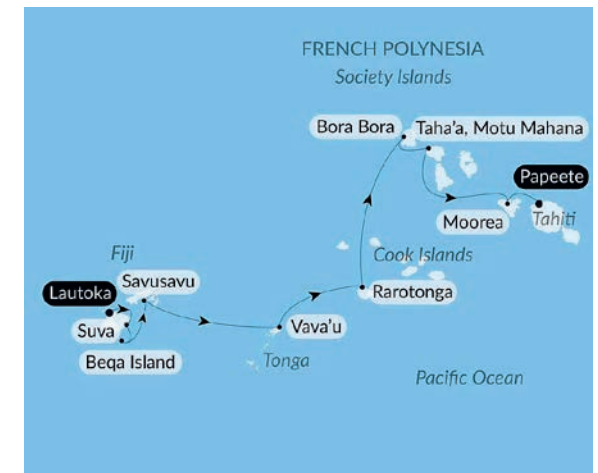 FRENCH POLYNESIA
Society Islands
Bora Bora
Taha'a, Motu Mahana
Papeete
Moorea
Tahiti
Cook Islands
Rarotonga
Fiji
Savusavu
Lautoka
Suva
Beqa Island
Vava'u
Tonga
Pacific Ocean